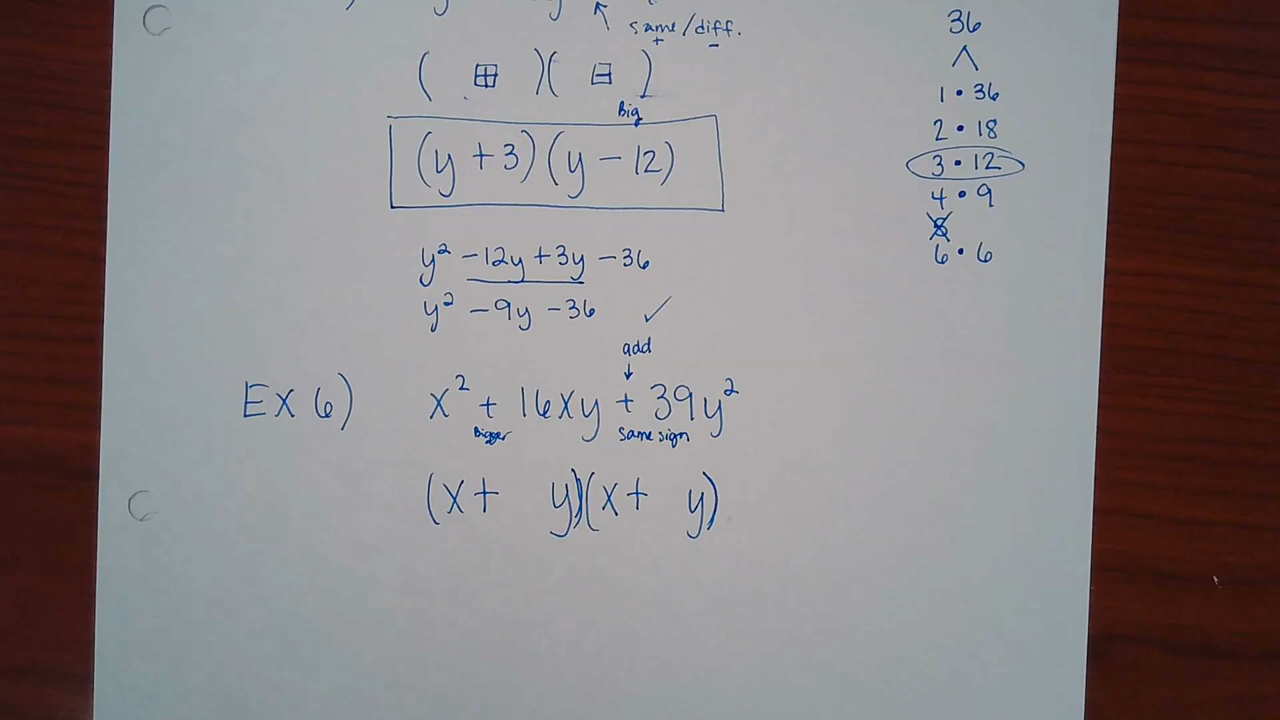 same/diff.
+ −
( ⊞ )( ⊟ )
Big
(y + 3)(y − 12)
y² − 12y + 3y − 36
y² − 9y − 36 ✓
add
↓
Ex 6) x² + 16xy + 39y²
Bigger same sign
(x + y)(x + y)
36
1 • 36
2 • 18
3 • 12
4 • 9
6 • 6